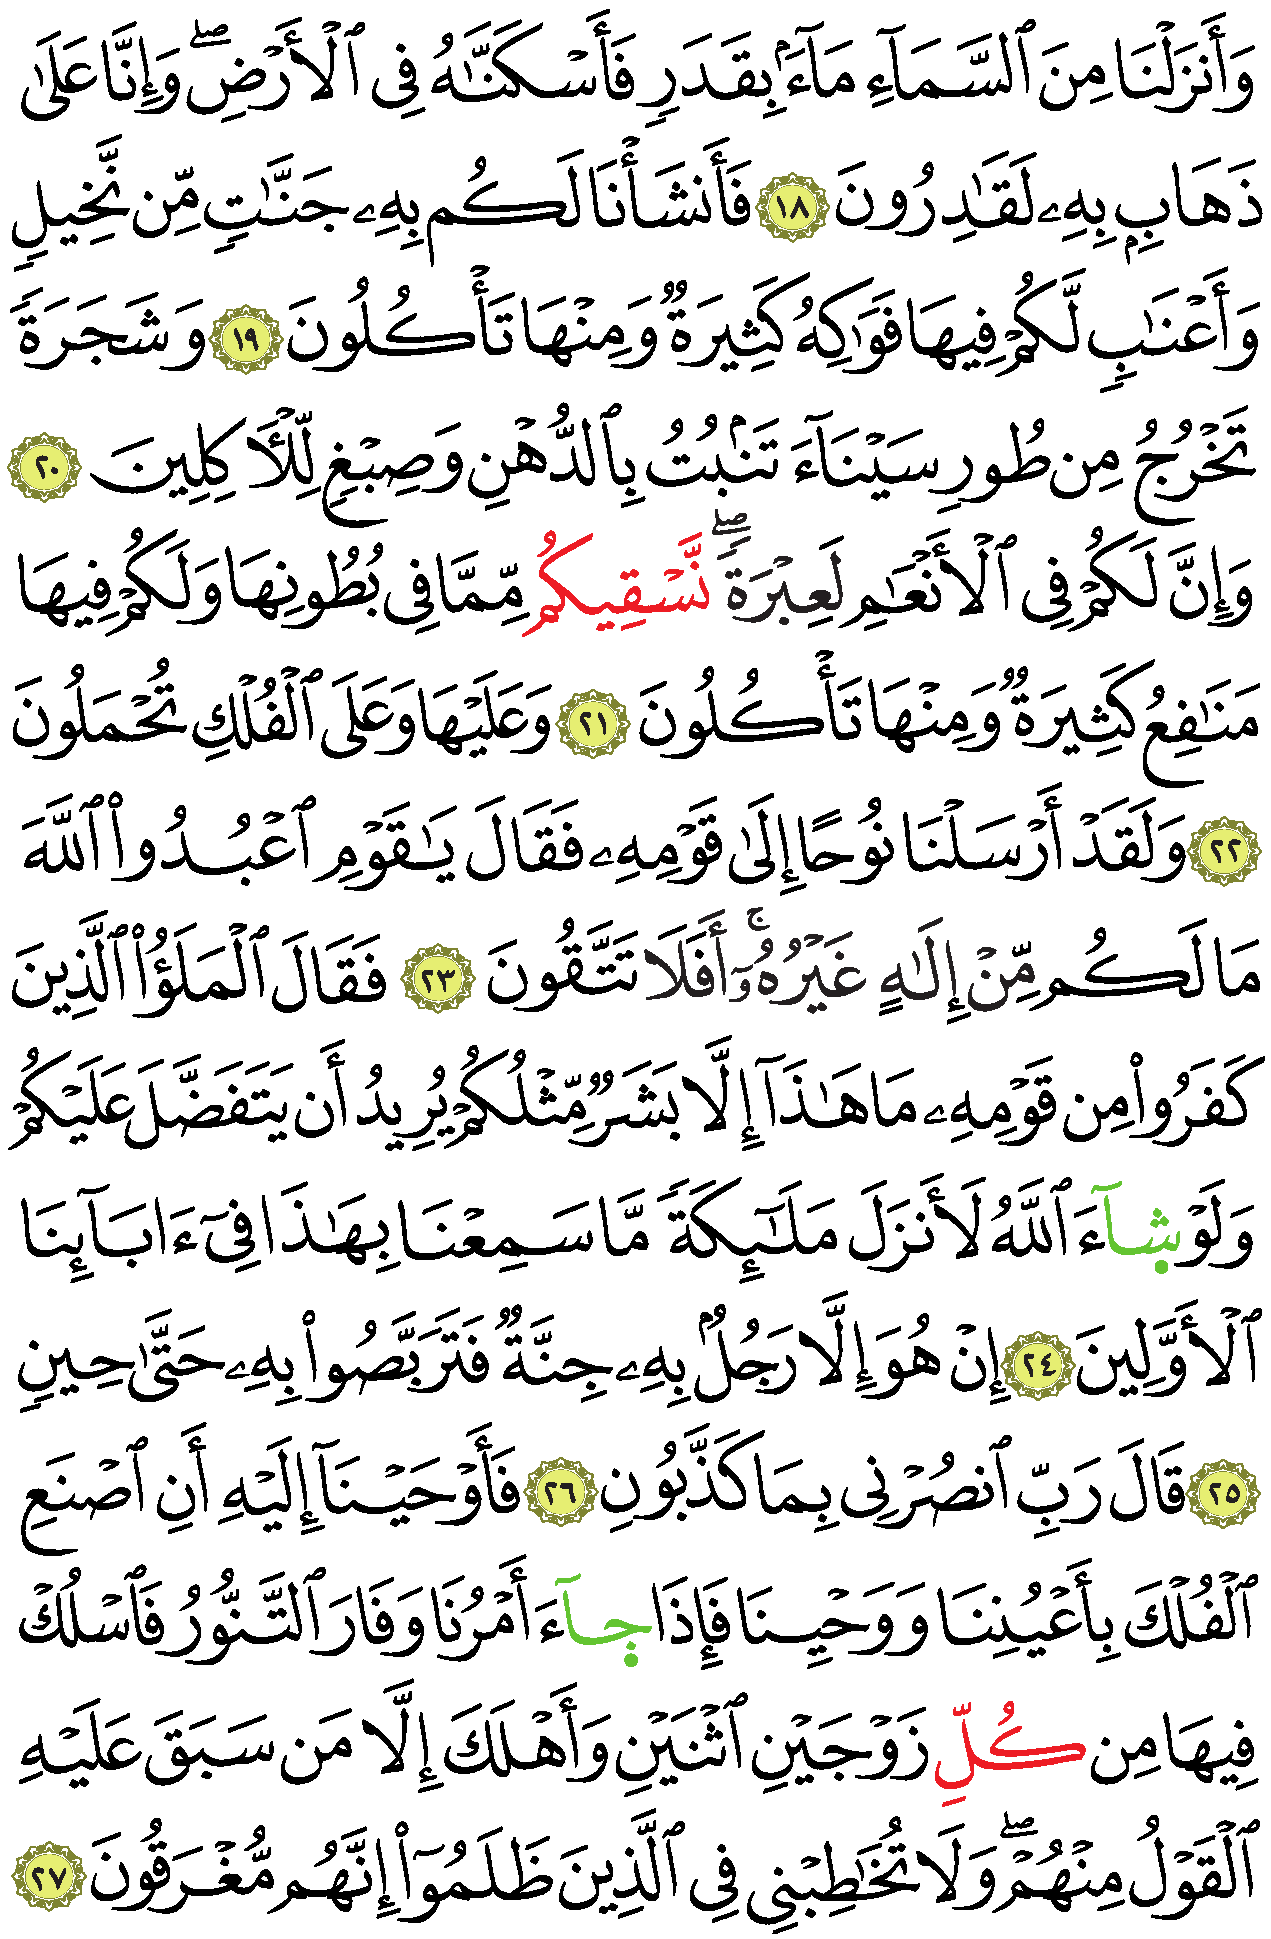 وَأَنزَلْنَا مِنَ ٱلسَّمَآءِ مَآءَۢ بِقَدَرٍ فَأَسْكَنَّٰهُ فِى ٱلْأَرْضِ ۖ وَإِنَّا عَلَىٰ
ذَهَابٍۭ بِهِۦ لَقَٰدِرُونَ ١٨ فَأَنشَأْنَا لَكُم بِهِۦ جَنَّٰتٍ مِّن نَّخِيلٍ
وَأَعْنَٰبٍ لَّكُمْ فِيهَا فَوَٰكِهُ كَثِيرَةٌ وَمِنْهَا تَأْكُلُونَ ١٩ وَشَجَرَةً
تَخْرُجُ مِن طُورِ سَيْنَآءَ تَنۢبُتُ بِٱلدُّهْنِ وَصِبْغٍ لِّلْأَكِلِينَ ٢٠
وَإِنَّ لَكُمْ فِى ٱلْأَنْعَٰمِ لَعِبْرَةً ۖ نَّسْقِيكُم مِّمَّا فِى بُطُونِهَا وَلَكُمْ فِيهَا
مَنَٰفِعُ كَثِيرَةٌ وَمِنْهَا تَأْكُلُونَ ٢١ وَعَلَيْهَا وَعَلَى ٱلْفُلْكِ تُحْمَلُونَ
٢٢ وَلَقَدْ أَرْسَلْنَا نُوحًا إِلَىٰ قَوْمِهِۦ فَقَالَ يَٰقَوْمِ ٱعْبُدُوا۟ ٱللَّهَ
مَا لَكُم مِّنْ إِلَٰهٍ غَيْرُهُۥٓ ۚ أَفَلَا تَتَّقُونَ ٢٣ فَقَالَ ٱلْمَلَؤُا۟ ٱلَّذِينَ
كَفَرُوا۟ مِن قَوْمِهِۦ مَا هَٰذَآ إِلَّا بَشَرٌ مِّثْلُكُمْ يُرِيدُ أَن يَتَفَضَّلَ عَلَيْكُمْ
وَلَوْ شَآءَ ٱللَّهُ لَأَنزَلَ مَلَٰٓئِكَةً مَّا سَمِعْنَا بِهَٰذَا فِىٓ ءَابَآئِنَا
ٱلْأَوَّلِينَ ٢٤ إِنْ هُوَ إِلَّا رَجُلٌۢ بِهِۦ جِنَّةٌ فَتَرَبَّصُوا۟ بِهِۦ حَتَّىٰ حِينٍ
٢٥ قَالَ رَبِّ ٱنصُرْنِى بِمَا كَذَّبُونِ ٢٦ فَأَوْحَيْنَآ إِلَيْهِ أَنِ ٱصْنَعِ
ٱلْفُلْكَ بِأَعْيُنِنَا وَوَحْيِنَا فَإِذَا جَآءَ أَمْرُنَا وَفَارَ ٱلتَّنُّورُ فَٱسْلُكْ
فِيهَا مِن كُلِّ زَوْجَيْنِ ٱثْنَيْنِ وَأَهْلَكَ إِلَّا مَن سَبَقَ عَلَيْهِ
ٱلْقَوْلُ مِنْهُمْ ۖ وَلَا تُخَٰطِبْنِى فِى ٱلَّذِينَ ظَلَمُوٓا۟ إِنَّهُم مُّغْرَقُونَ ٢٧